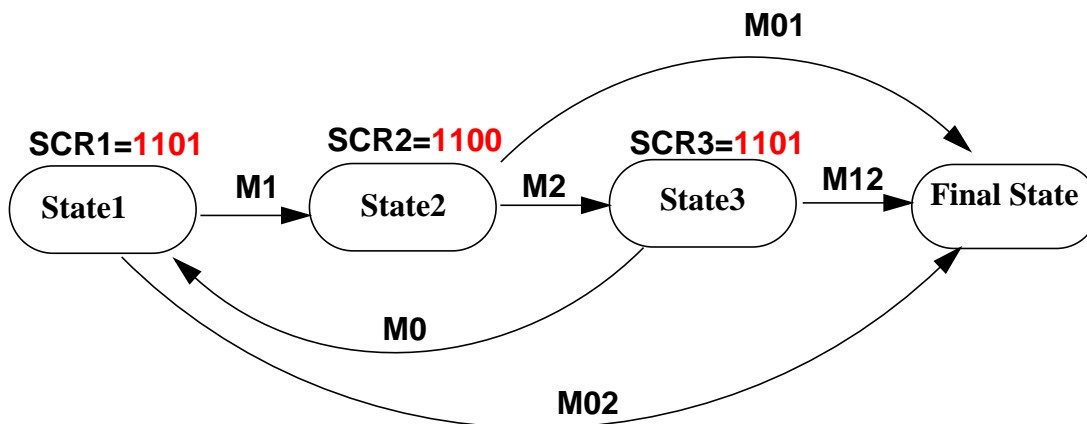 M01
SCR1=1101
SCR2=1100
SCR3=1101
State1
M1
State2
M2
State3
M12
Final State
M0
M02